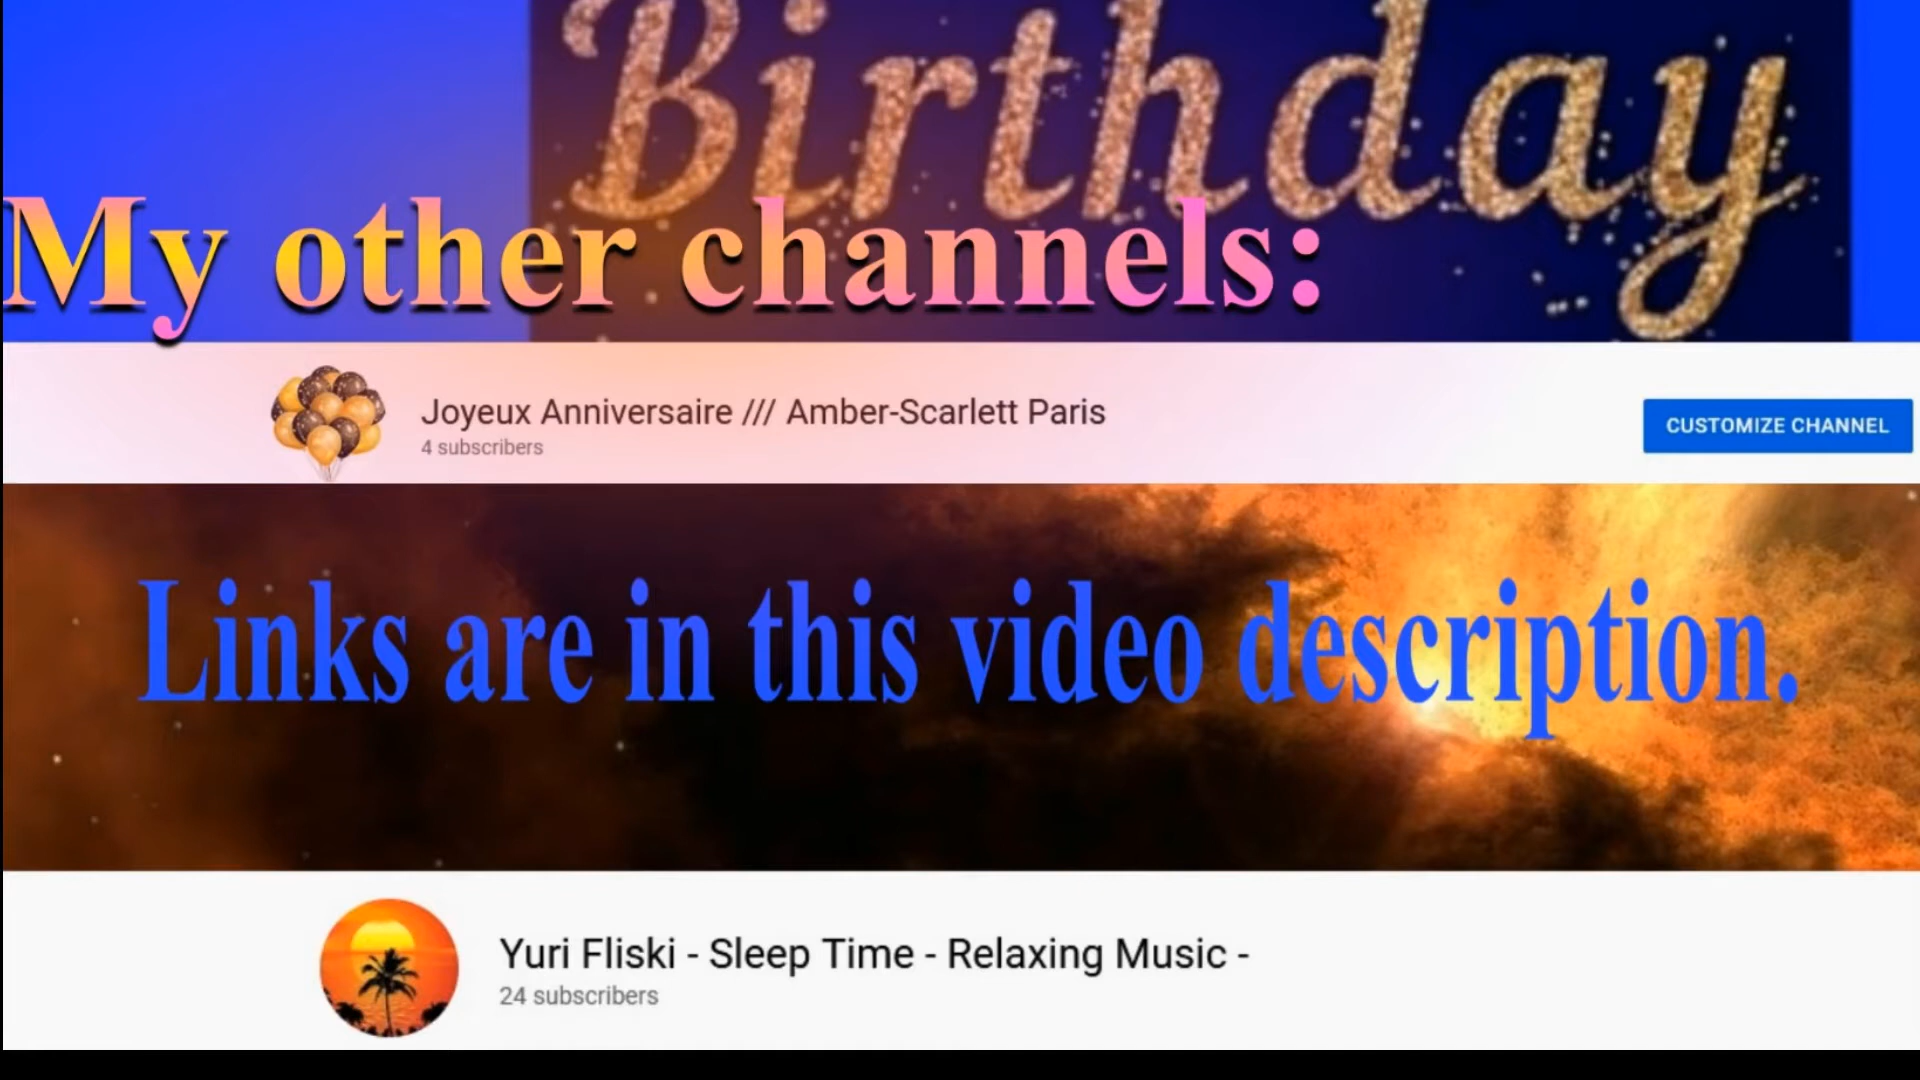 Birthday
My other channels:
Joyeux Anniversaire /// Amber-Scarlett Paris
4 subscribers
CUSTOMIZE CHANNEL
Links are in this video description.
Yuri Fliski - Sleep Time - Relaxing Music -
24 subscribers